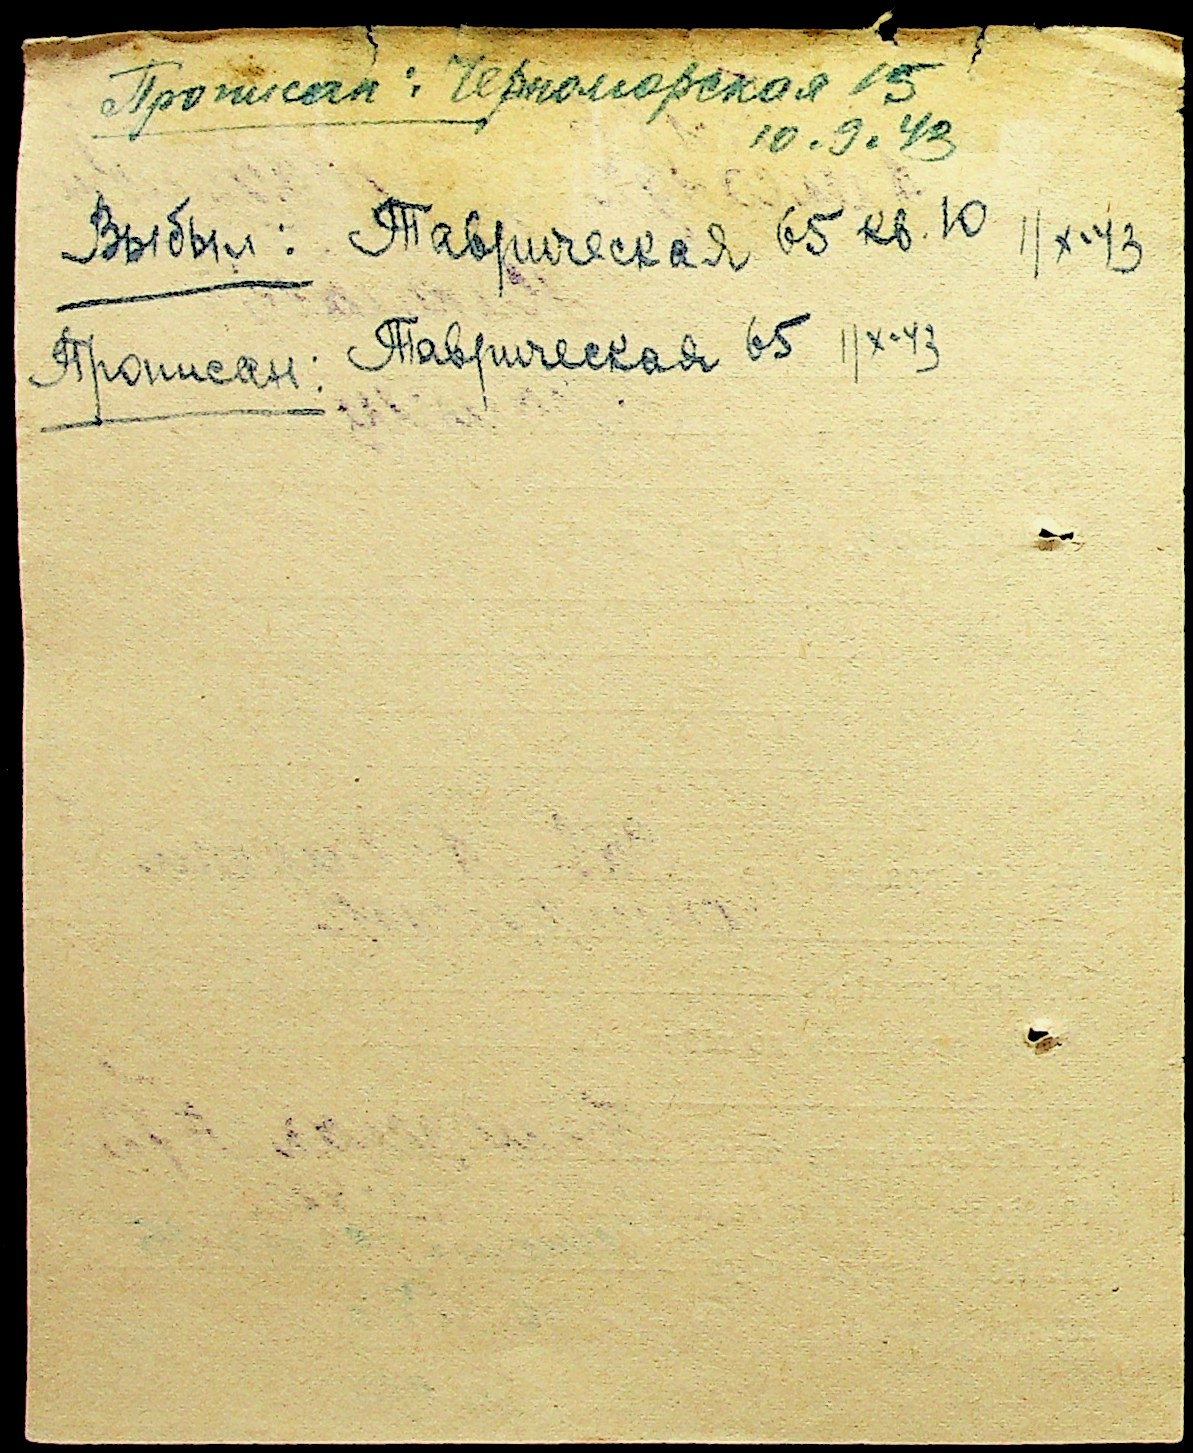 Прописан: Черноморская 15
10.9.43
Выбыл: Таврическая 65 кв. 10 11/X-43
Прописан: Таврическая 65 11/X-43